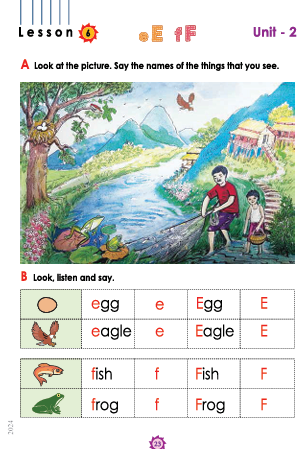 Lesson 6 eE fF Unit - 2
A Look at the picture. Say the names of the things that you see.
B Look, listen and say.
egg e Egg E
eagle e Eagle E
fish f Fish F
frog f Frog F
2024
23